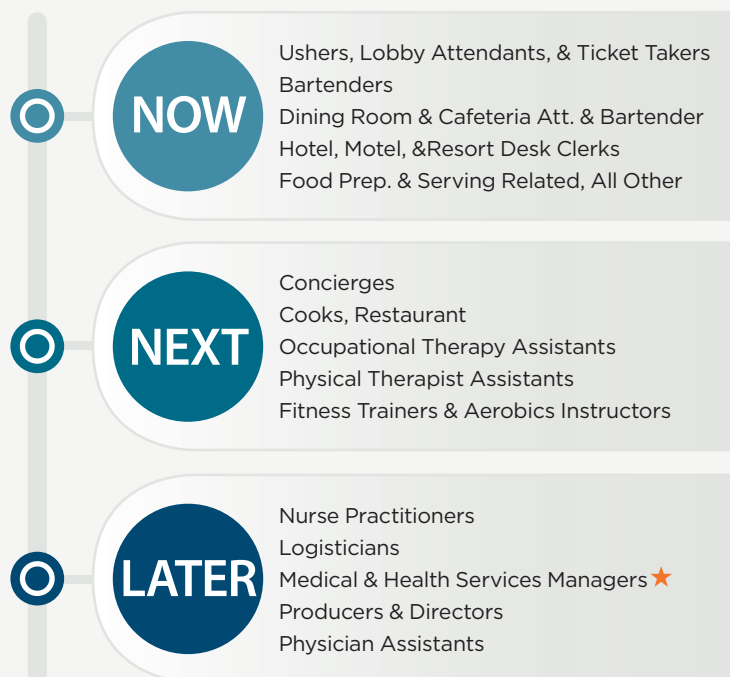 NOW
Ushers, Lobby Attendants, & Ticket Takers
Bartenders
Dining Room & Cafeteria Att. & Bartender
Hotel, Motel, &Resort Desk Clerks
Food Prep. & Serving Related, All Other
NEXT
Concierges
Cooks, Restaurant
Occupational Therapy Assistants
Physical Therapist Assistants
Fitness Trainers & Aerobics Instructors
LATER
Nurse Practitioners
Logisticians
Medical & Health Services Managers★
Producers & Directors
Physician Assistants